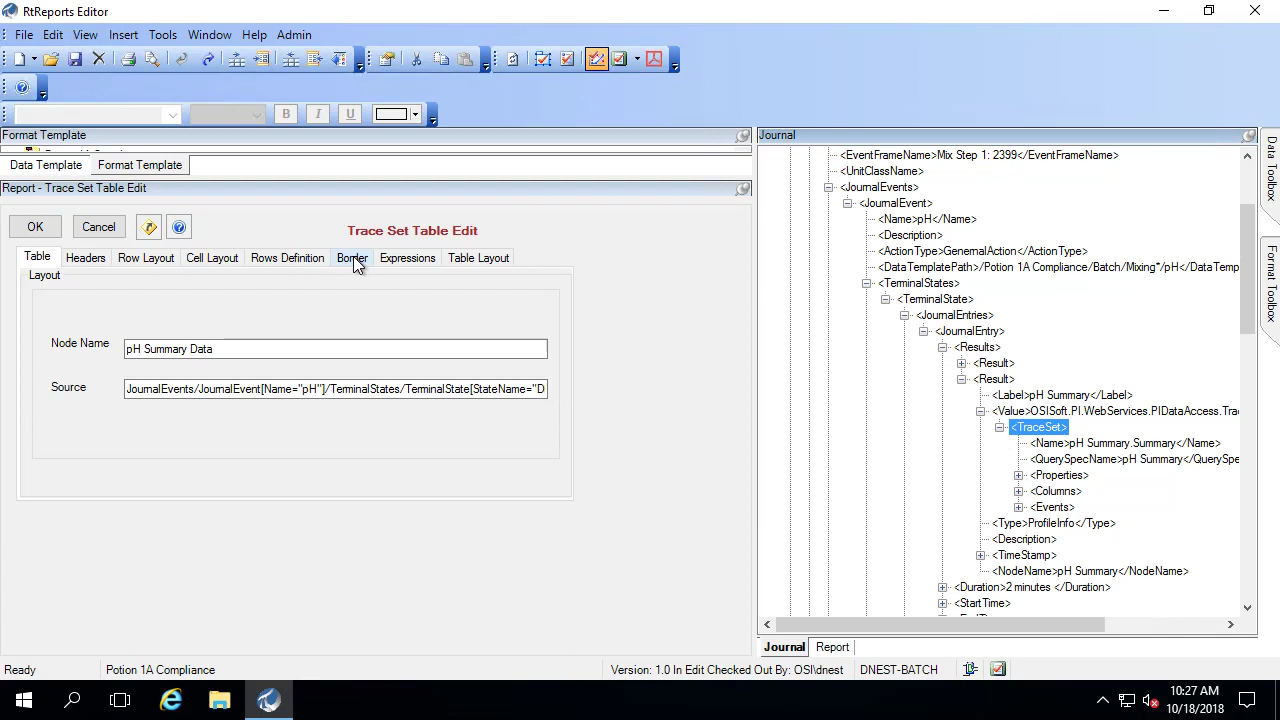 RtReports Editor
File Edit View Insert Tools Window Help Admin
B I U
Format Template
Data Template Format Template
Report - Trace Set Table Edit
OK Cancel
Trace Set Table Edit
Table Headers Row Layout Cell Layout Rows Definition Border Expressions Table Layout
Layout
Node Name pH Summary Data
Source JournalEvents/JournalEvent[Name="pH"]/TerminalStates/TerminalState[StateName="D
Journal
<EventFrameName>Mix Step 1: 2399</EventFrameName>
<UnitClassName>
<JournalEvents>
<JournalEvent>
<Name>pH</Name>
<Description>
<ActionType>GenernalAction</ActionType>
<DataTemplatePath>/Potion 1A Compliance/Batch/Mixing*/pH</DataTemp
<TerminalStates>
<TerminalState>
<JournalEntries>
<JournalEntry>
<Results>
<Result>
<Result>
<Label>pH Summary</Label>
<Value>OSISoft.PI.WebServices.PIDataAccess.Tra
<TraceSet>
<Name>pH Summary.Summary</Name>
<QuerySpecName>pH Summary</QuerySpe
<Properties>
<Columns>
<Events>
<Type>ProfileInfo</Type>
<Description>
<TimeStamp>
<NodeName>pH Summary</NodeName>
<Duration>2 minutes </Duration>
<StartTime>
Journal Report
Data Toolbox
Format Toolbox
Ready Potion 1A Compliance Version: 1.0 In Edit Checked Out By: OSI\dnest DNEST-BATCH
10:27 AM
10/18/2018